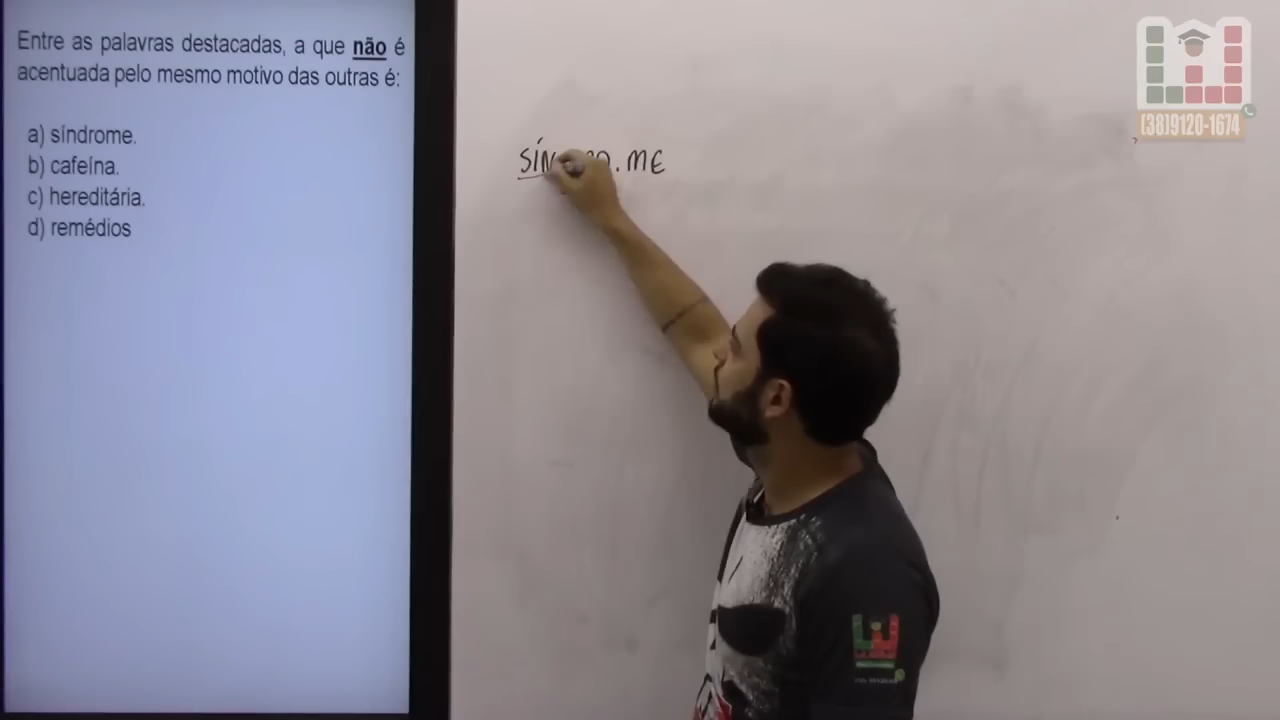 Entre as palavras destacadas, a que não é
acentuada pelo mesmo motivo das outras é:
a) síndrome.
b) cafeína.
c) hereditária.
d) remédios
(38)9120-1674